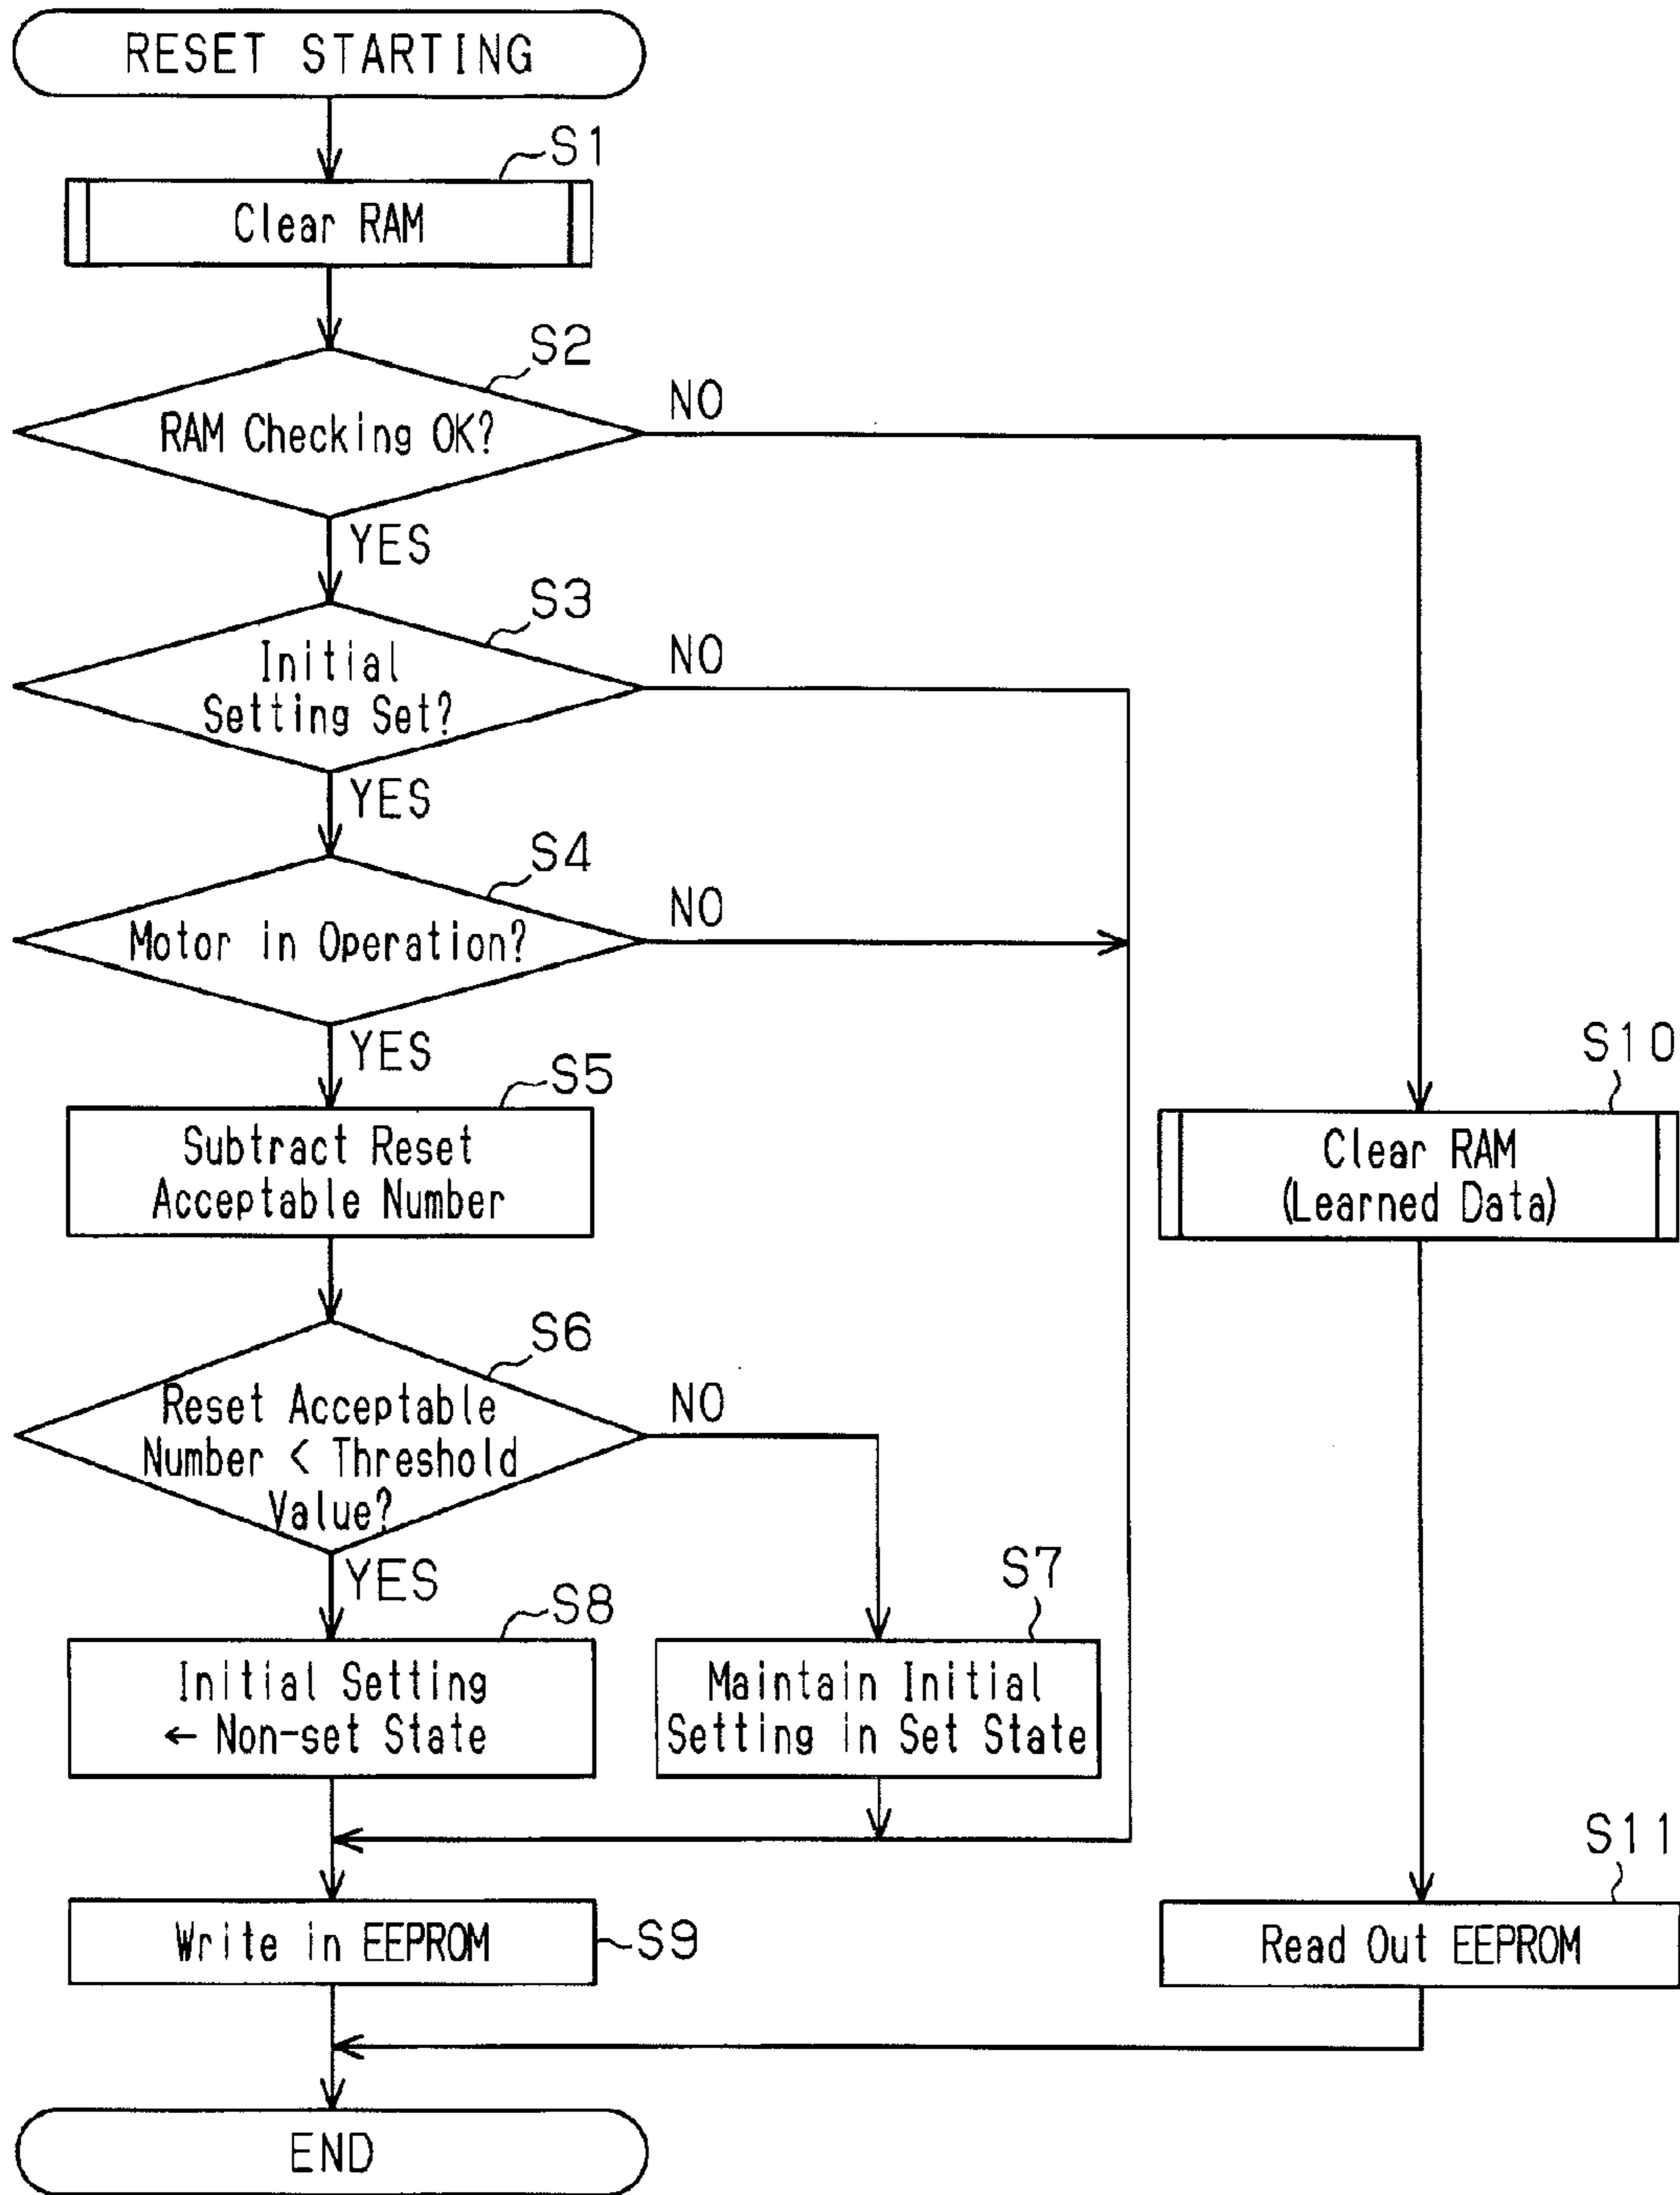 RESET STARTING
S1
Clear RAM
S2
RAM Checking OK?
NO
YES
S3
Initial
Setting Set?
NO
YES
S4
Motor in Operation?
NO
YES
S5
Subtract Reset
Acceptable Number
S10
Clear RAM
(Learned Data)
S6
Reset Acceptable
Number < Threshold
Value?
NO
YES
S8
Initial Setting
← Non-set State
S7
Maintain Initial
Setting in Set State
S9
Write in EEPROM
S11
Read Out EEPROM
END